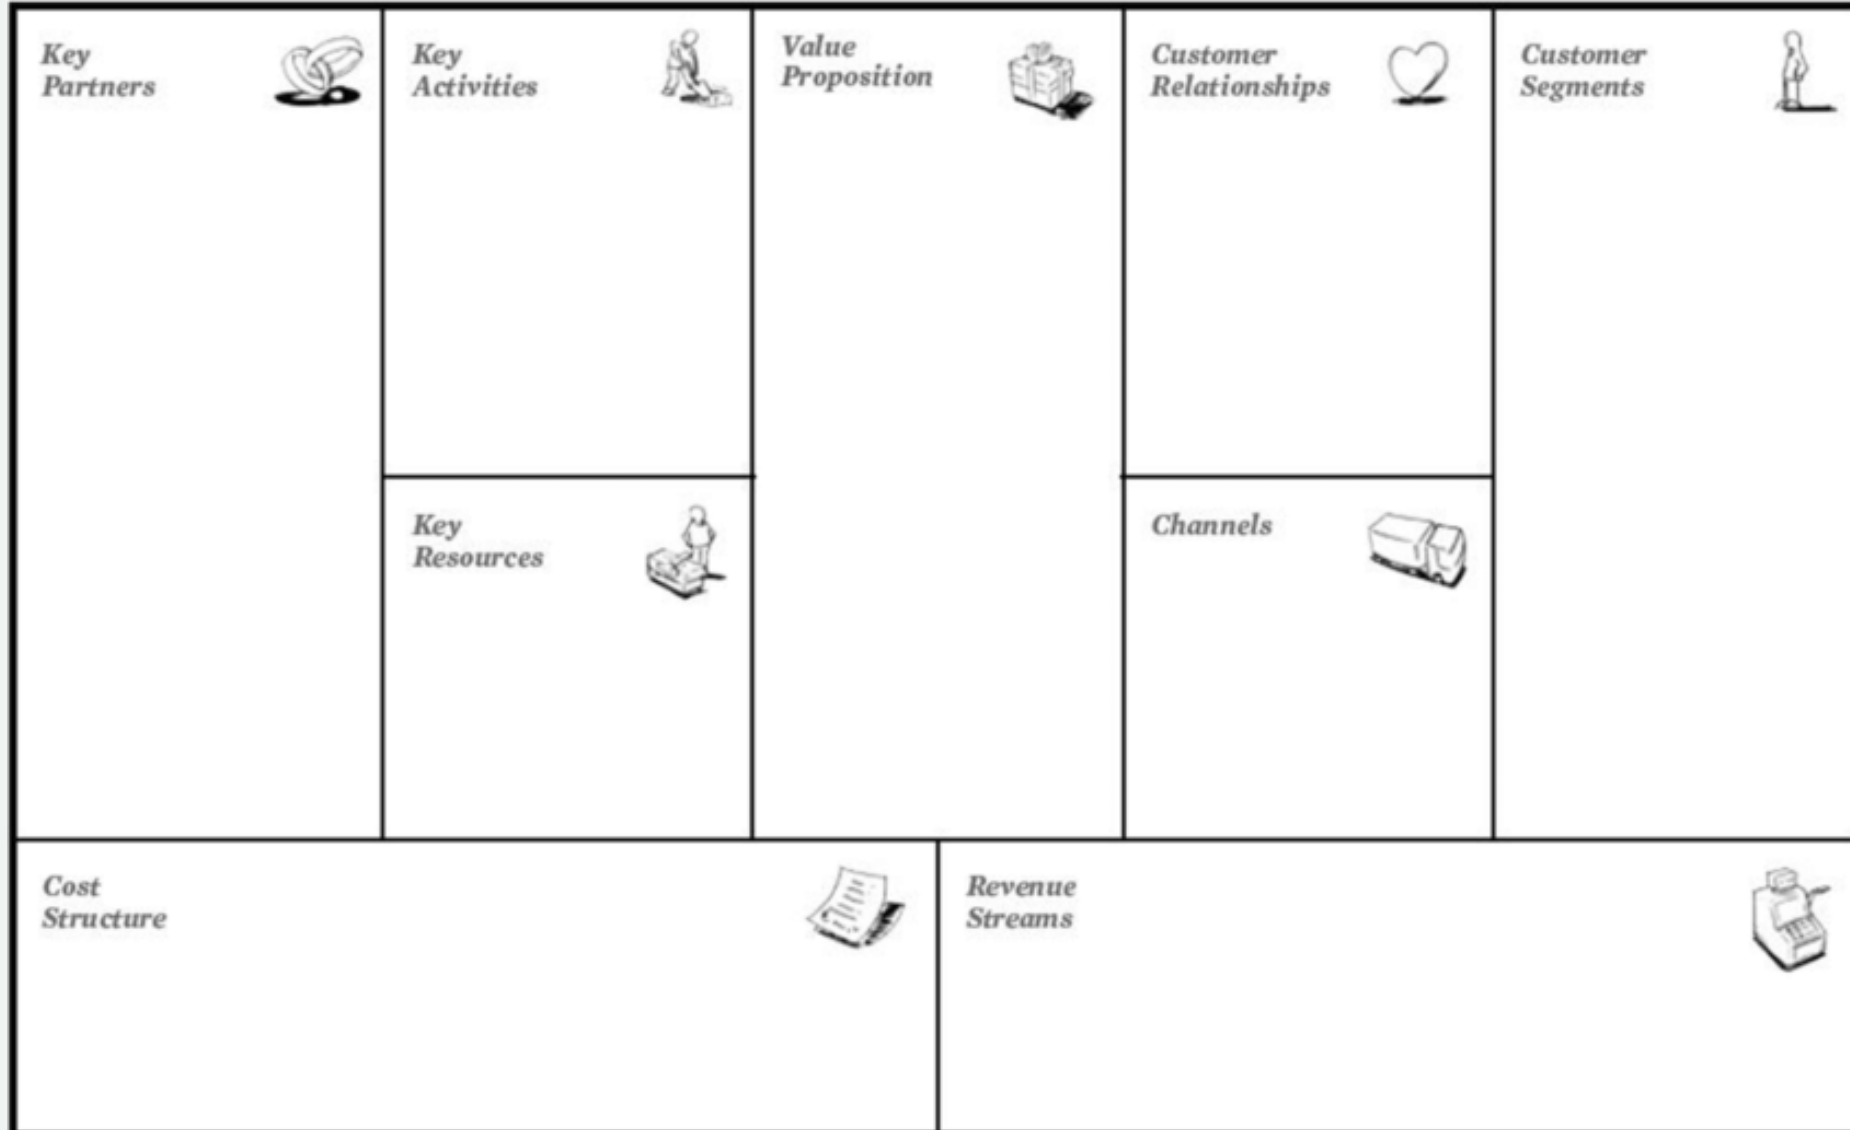 Key
Partners
Key
Activities
Value
Proposition
Customer
Relationships
Customer
Segments
Key
Resources
Channels
Cost
Structure
Revenue
Streams